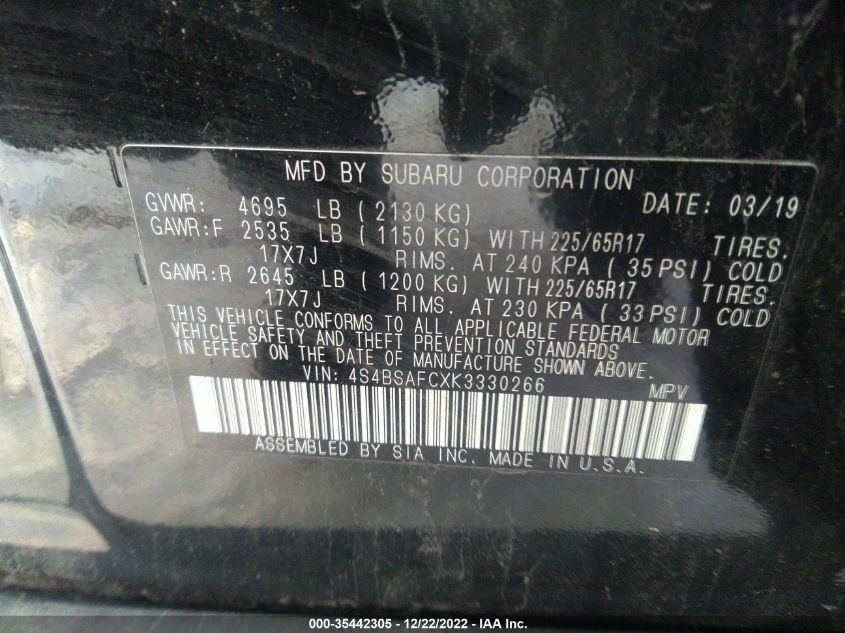 MFD BY SUBARU CORPORATION
GVWR: 4695 LB ( 2130 KG) DATE: 03/19
GAWR:F 2535 LB ( 1150 KG) WITH 225/65R17 TIRES.
17X7J RIMS. AT 240 KPA ( 35 PSI) COLD
GAWR:R 2645 LB ( 1200 KG) WITH 225/65R17 TIRES.
17X7J RIMS. AT 230 KPA ( 33 PSI) COLD
THIS VEHICLE CONFORMS TO ALL APPLICABLE FEDERAL MOTOR
VEHICLE SAFETY AND THEFT PREVENTION STANDARDS
IN EFFECT ON THE DATE OF MANUFACTURE SHOWN ABOVE.
VIN: 4S4BSAFCXK3330266 MPV
ASSEMBLED BY SIA INC. MADE IN U.S.A.
000-35442305 - 12/22/2022 - IAA Inc.